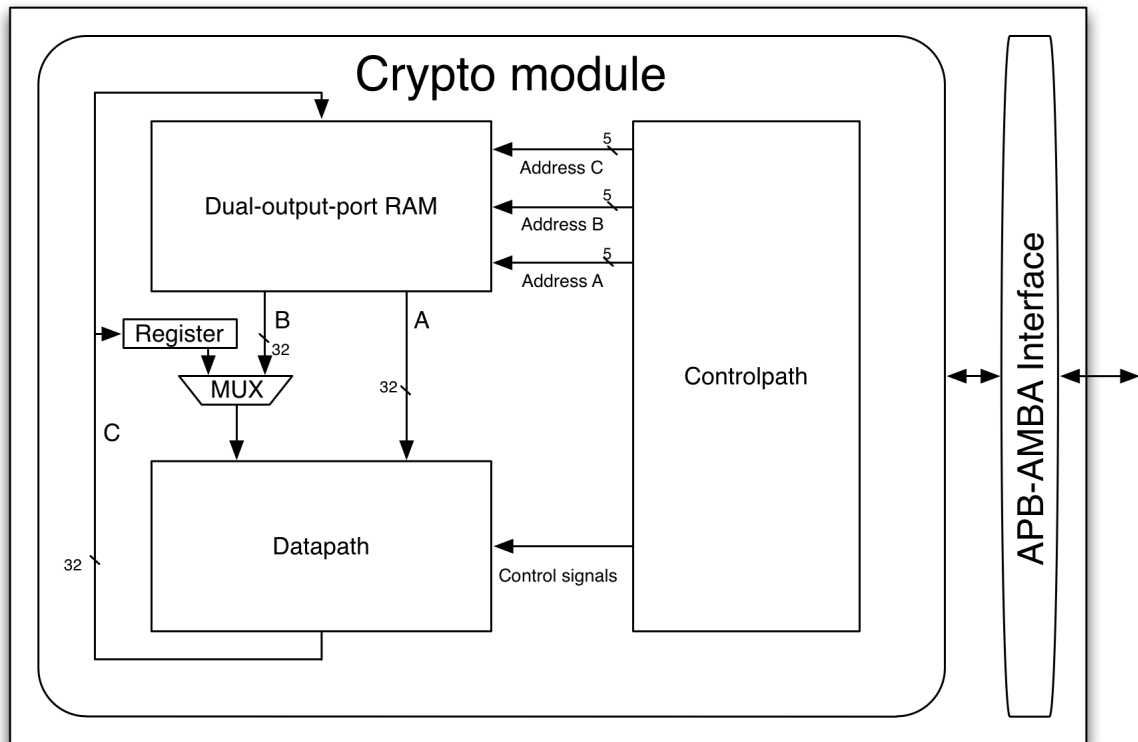 Crypto module
5
Address C
Dual-output-port RAM
5
Address B
5
Address A
Register
B
32
A
MUX
32
C
Controlpath
APB-AMBA Interface
Datapath
32
Control signals